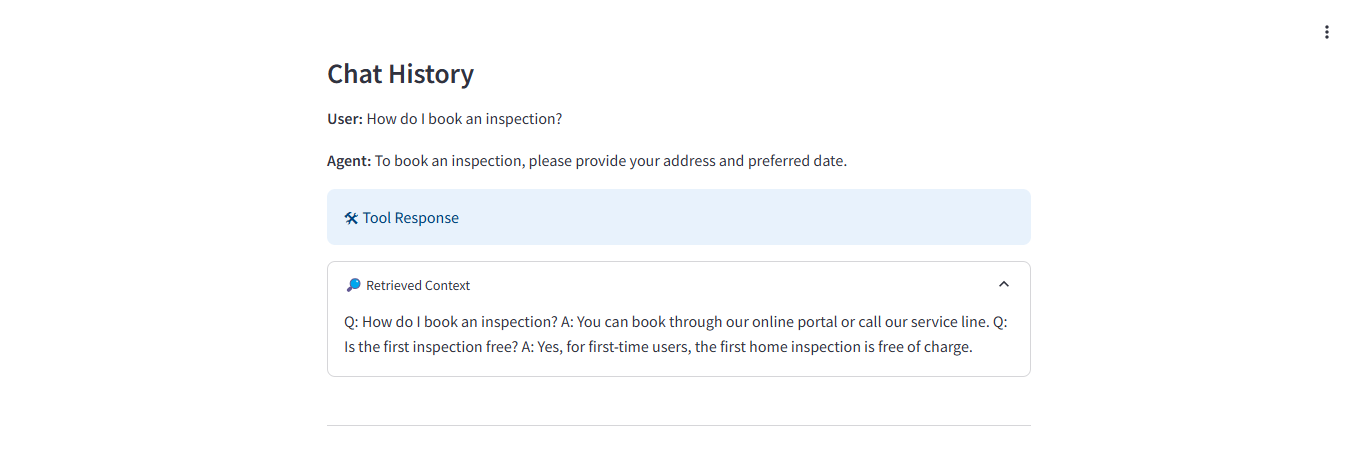 Chat History
User: How do I book an inspection?
Agent: To book an inspection, please provide your address and preferred date.
🛠 Tool Response
🔎 Retrieved Context
Q: How do I book an inspection? A: You can book through our online portal or call our service line. Q:
Is the first inspection free? A: Yes, for first-time users, the first home inspection is free of charge.